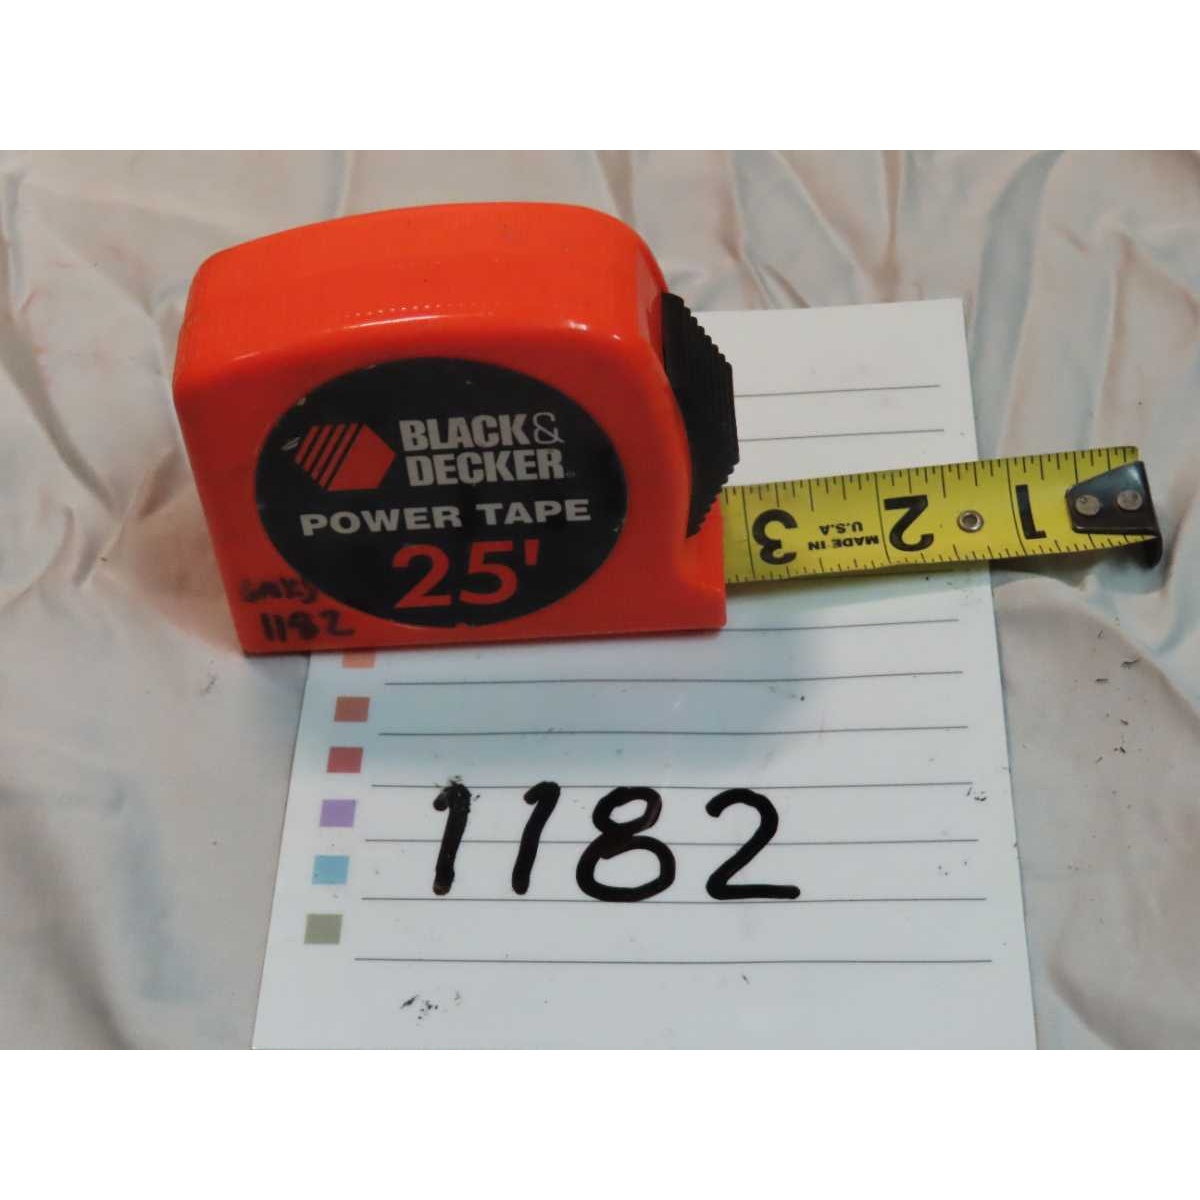 BLACK&
DECKER
POWER TAPE
25'
1182
3 MADE IN 2 1
U.S.A
1182